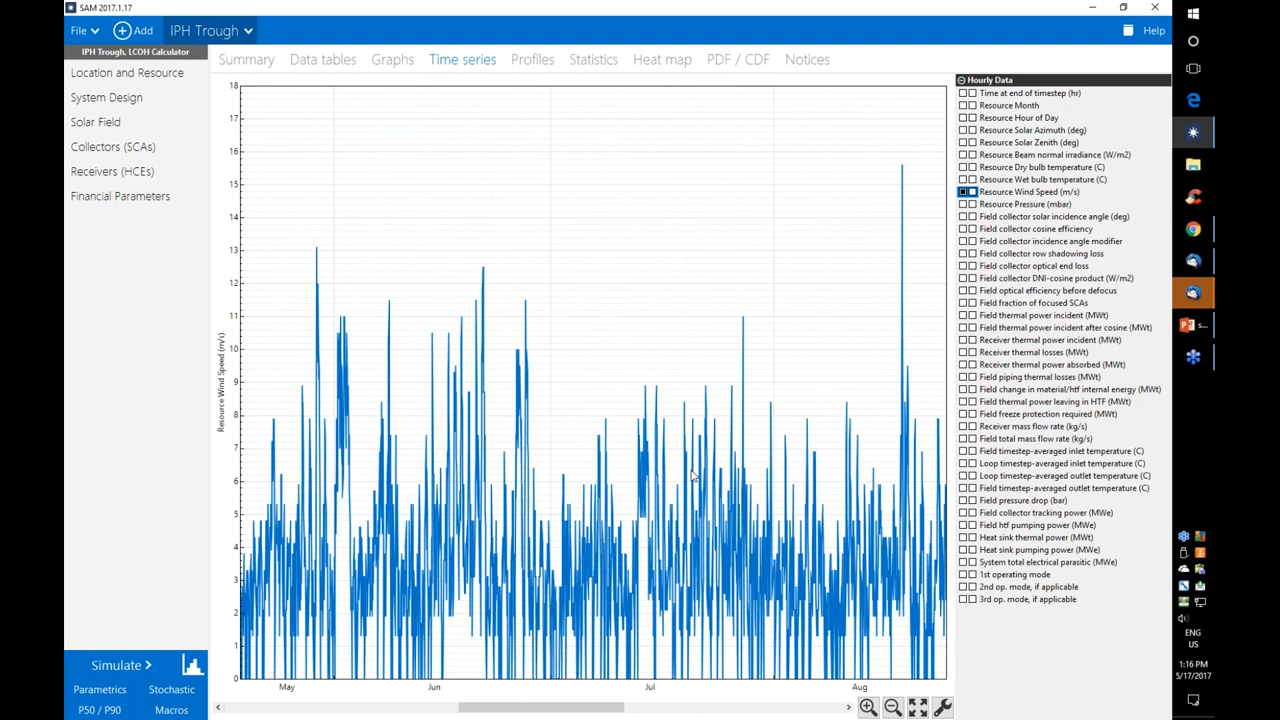 SAM 2017.1.17
File
Add
IPH Trough
Help
IPH Trough, LCOH Calculator
Location and Resource
System Design
Solar Field
Collectors (SCAs)
Receivers (HCEs)
Financial Parameters
Simulate >
Parametrics
Stochastic
P50 / P90
Macros
Summary
Data tables
Graphs
Time series
Profiles
Statistics
Heat map
PDF / CDF
Notices
Resource Wind Speed (m/s)
18
17
16
15
14
13
12
11
10
9
8
7
6
5
4
3
2
1
0
May
Jun
Jul
Aug
Hourly Data
Time at end of timestep (hr)
Resource Month
Resource Hour of Day
Resource Solar Azimuth (deg)
Resource Solar Zenith (deg)
Resource Beam normal irradiance (W/m2)
Resource Dry bulb temperature (C)
Resource Wet bulb temperature (C)
Resource Wind Speed (m/s)
Resource Pressure (mbar)
Field collector solar incidence angle (deg)
Field collector cosine efficiency
Field collector incidence angle modifier
Field collector row shadowing loss
Field collector optical end loss
Field collector DNI-cosine product (W/m2)
Field optical efficiency before defocus
Field fraction of focused SCAs
Field thermal power incident (MWt)
Field thermal power incident after cosine (MWt)
Receiver thermal power incident (MWt)
Receiver thermal losses (MWt)
Receiver thermal power absorbed (MWt)
Field piping thermal losses (MWt)
Field change in material/htf internal energy (MWt)
Field thermal power leaving in HTF (MWt)
Field freeze protection required (MWt)
Receiver mass flow rate (kg/s)
Field total mass flow rate (kg/s)
Field timestep-averaged inlet temperature (C)
Loop timestep-averaged inlet temperature (C)
Loop timestep-averaged outlet temperature (C)
Field timestep-averaged outlet temperature (C)
Field pressure drop (bar)
Field collector tracking power (MWe)
Field htf pumping power (MWe)
Heat sink thermal power (MWt)
Heat sink pumping power (MWe)
System total electrical parasitic (MWe)
1st operating mode
2nd op. mode, if applicable
3rd op. mode, if applicable
s...
ENG
US
1:16 PM
5/17/2017